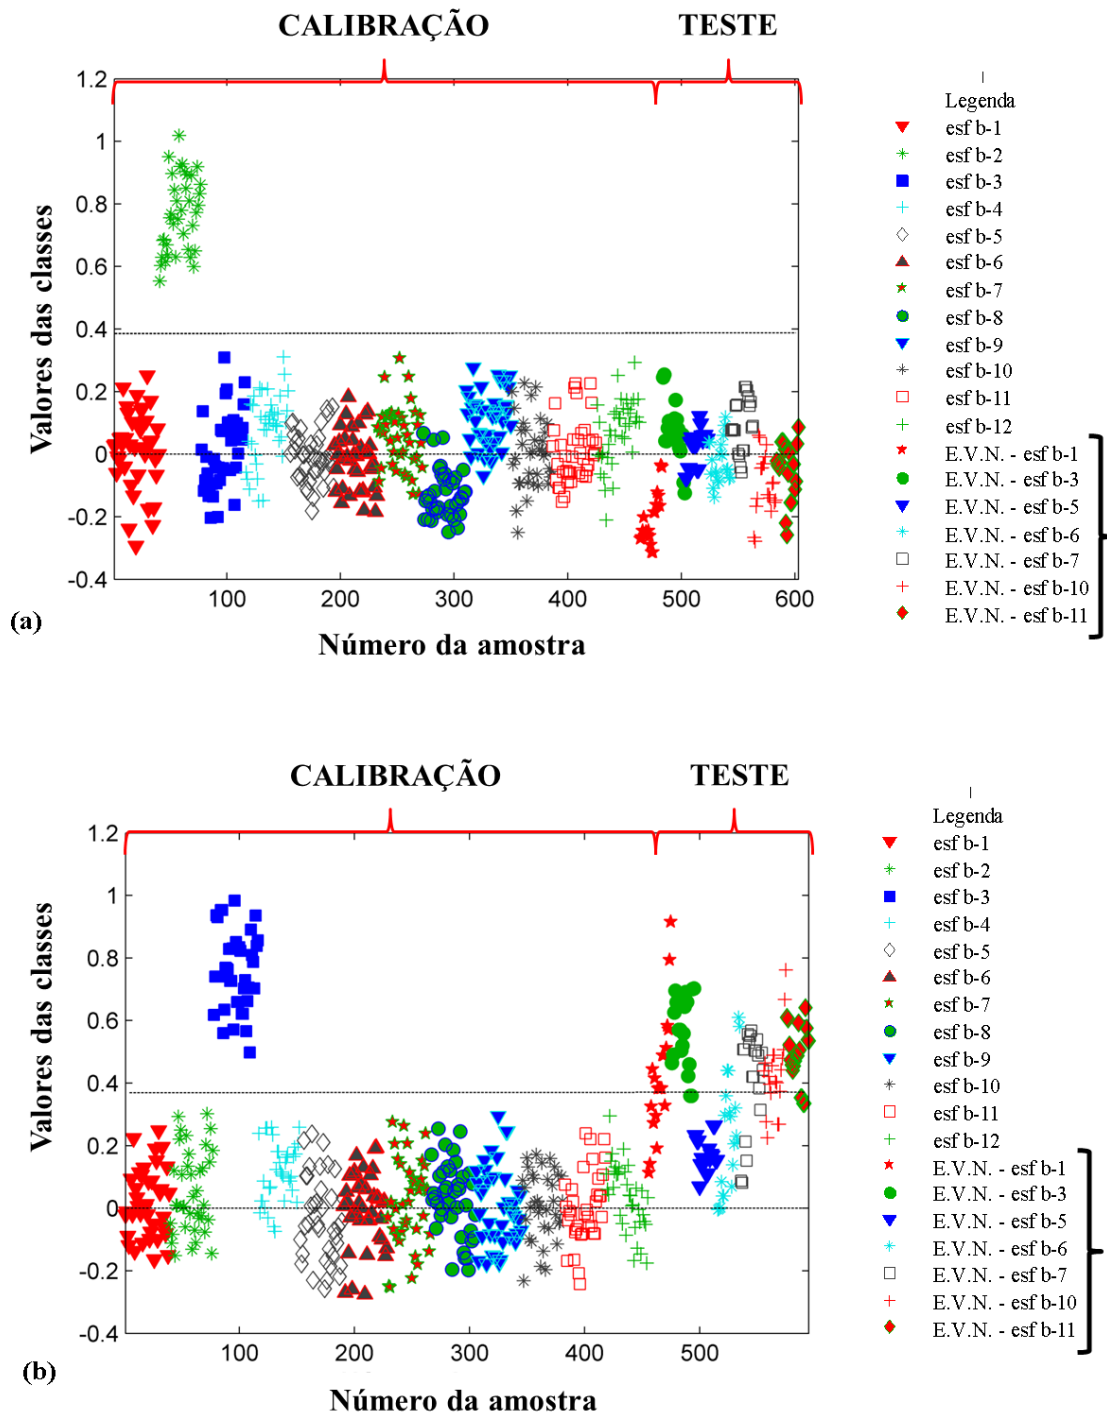 CALIBRAÇÃO TESTE
1.2
1
0.8
0.6
0.4
0.2
0
-0.2
-0.4
Valores das classes
100 200 300 400 500 600
Número da amostra
(a)
Legenda
esf b-1
esf b-2
esf b-3
esf b-4
esf b-5
esf b-6
esf b-7
esf b-8
esf b-9
esf b-10
esf b-11
esf b-12
E.V.N. - esf b-1
E.V.N. - esf b-3
E.V.N. - esf b-5
E.V.N. - esf b-6
E.V.N. - esf b-7
E.V.N. - esf b-10
E.V.N. - esf b-11
CALIBRAÇÃO TESTE
1.2
1
0.8
0.6
0.4
0.2
0
-0.2
-0.4
Valores das classes
100 200 300 400 500
Número da amostra
(b)
Legenda
esf b-1
esf b-2
esf b-3
esf b-4
esf b-5
esf b-6
esf b-7
esf b-8
esf b-9
esf b-10
esf b-11
esf b-12
E.V.N. - esf b-1
E.V.N. - esf b-3
E.V.N. - esf b-5
E.V.N. - esf b-6
E.V.N. - esf b-7
E.V.N. - esf b-10
E.V.N. - esf b-11